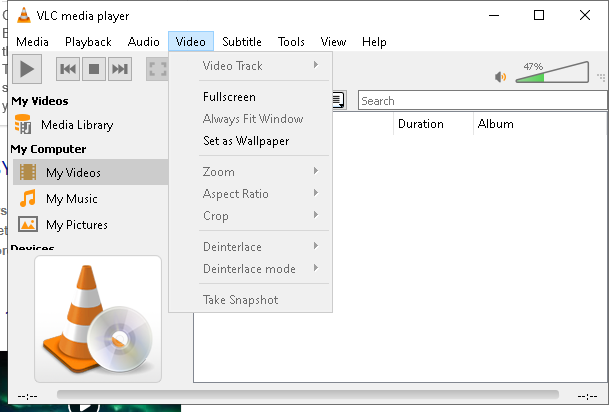 VLC media player
Media Playback Audio Video Subtitle Tools View Help
47%
Search
Duration Album
My Videos
Media Library
My Computer
My Videos
My Music
My Pictures
Devices
Video Track
Fullscreen
Always Fit Window
Set as Wallpaper
Zoom
Aspect Ratio
Crop
Deinterlace
Deinterlace mode
Take Snapshot
--:-- --:--